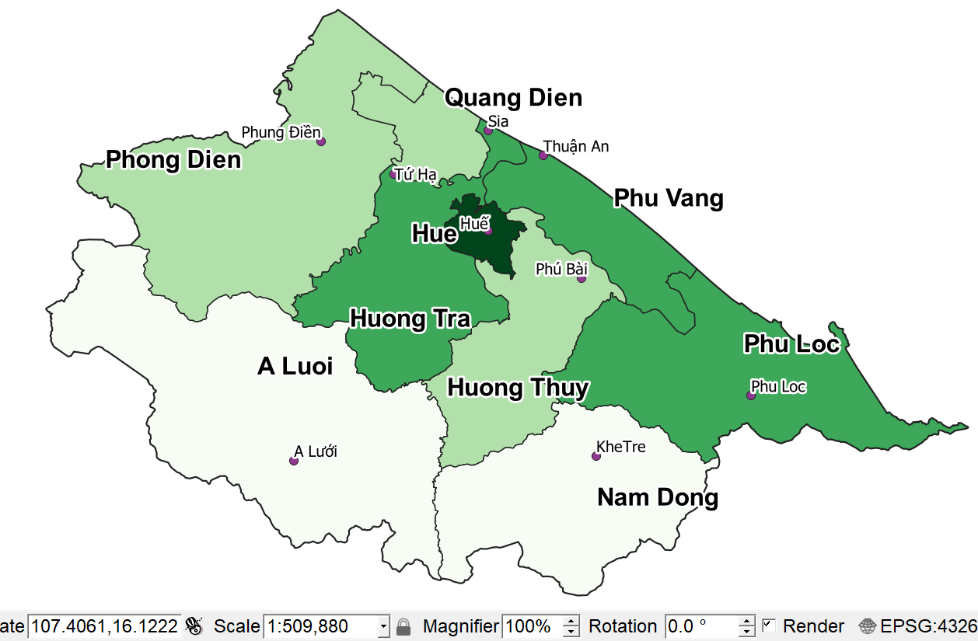 Quang Dien
Sia
Phung Điền
Thuận An
Phong Dien
Tứ Hạ
Phu Vang
Huế
Hue
Phú Bài
Huong Tra
Phu Loc
A Luoi
Huong Thuy
Phu Loc
KheTre
A Lưới
Nam Dong
ate 107.4061,16.1222 Scale 1:509,880 Magnifier 100% Rotation 0.0 ° Render EPSG:4326